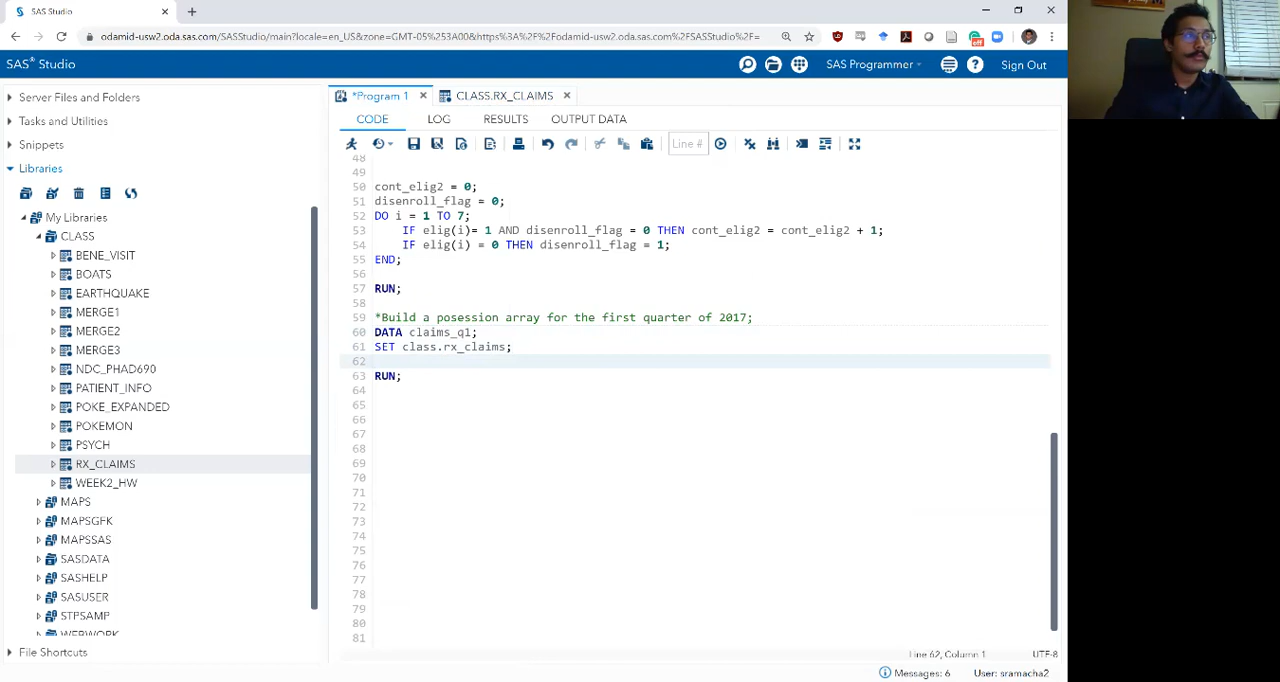 SAS Studio
odamid-usw2.oda.sas.com/SASStudio/main?locale=en_US&zone=GMT-05%253A00&https%3A%2F%2Fodamid-usw2.oda.sas.com%2FSASStudio%2F=
SAS® Studio
SAS Programmer
Sign Out
Server Files and Folders
Tasks and Utilities
Snippets
Libraries
My Libraries
CLASS
BENE_VISIT
BOATS
EARTHQUAKE
MERGE1
MERGE2
MERGE3
NDC_PHAD690
PATIENT_INFO
POKE_EXPANDED
POKEMON
PSYCH
RX_CLAIMS
WEEK2_HW
MAPS
MAPSGFK
MAPSSAS
SASDATA
SASHELP
SASUSER
STPSAMP
WEBWORK
File Shortcuts
*Program 1
CLASS.RX_CLAIMS
CODE LOG RESULTS OUTPUT DATA
Line #
48
49
50 cont_elig2 = 0;
51 disenroll_flag = 0;
52 DO i = 1 TO 7;
53 IF elig(i)= 1 AND disenroll_flag = 0 THEN cont_elig2 = cont_elig2 + 1;
54 IF elig(i) = 0 THEN disenroll_flag = 1;
55 END;
56
57 RUN;
58
59 *Build a posession array for the first quarter of 2017;
60 DATA claims_q1;
61 SET class.rx_claims;
62
63 RUN;
64
65
66
67
68
69
70
71
72
73
74
75
76
77
78
79
80
81
Line 62, Column 1
UTF-8
Messages: 6
User: sramacha2